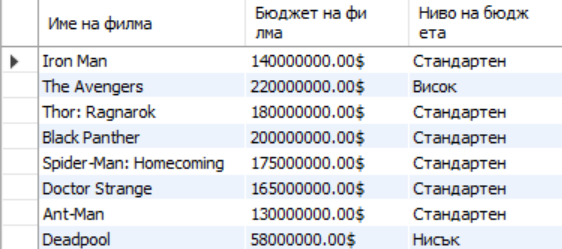 Име на филма Бюджет на фи
лма Ниво на бюдж
ета
Iron Man 140000000.00$ Стандартен
The Avengers 220000000.00$ Висок
Thor: Ragnarok 180000000.00$ Стандартен
Black Panther 200000000.00$ Стандартен
Spider-Man: Homecoming 175000000.00$ Стандартен
Doctor Strange 165000000.00$ Стандартен
Ant-Man 130000000.00$ Стандартен
Deadpool 58000000.00$ Нисък